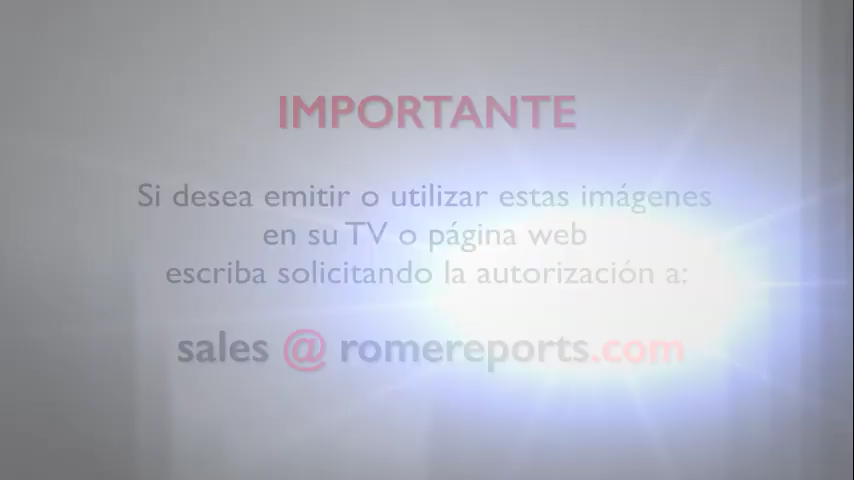 IMPORTANTE
Si desea emitir o utilizar estas imágenes
en su TV o página web
escriba solicitando la autorización a:
sales @ romereports.com